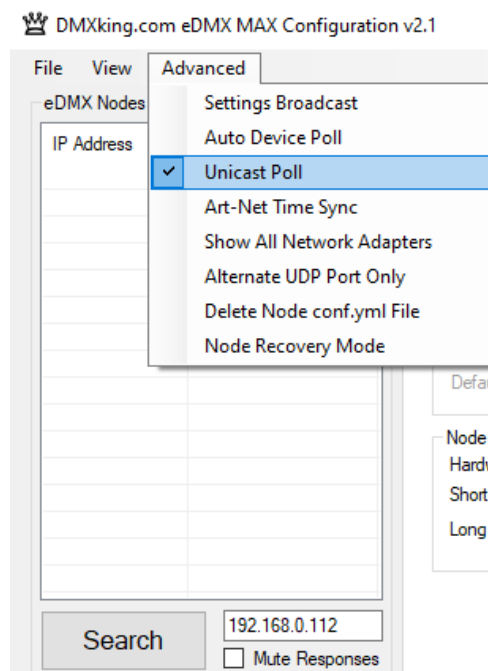 DMXking.com eDMX MAX Configuration v2.1
File View Advanced
eDMX Nodes
IP Address
Settings Broadcast
Auto Device Poll
Unicast Poll
Art-Net Time Sync
Show All Network Adapters
Alternate UDP Port Only
Delete Node conf.yml File
Node Recovery Mode
Node
Short
Long
Search
192.168.0.112
Mute Responses